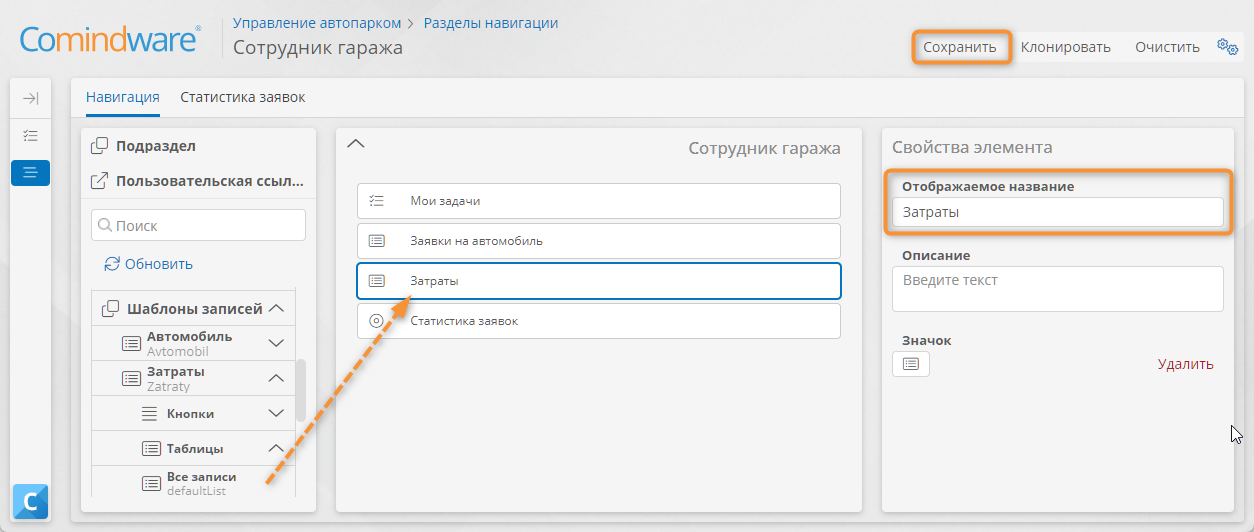 Comindware®
Управление автопарком > Разделы навигации
Сотрудник гаража
Сохранить
Клонировать
Очистить
Навигация
Статистика заявок
Подраздел
Пользовательская ссыл...
Поиск
Обновить
Шаблоны записей
Автомобиль
Avtomobil
Затраты
Zatraty
Кнопки
Таблицы
Все записи
defaultList
Сотрудник гаража
Мои задачи
Заявки на автомобиль
Затраты
Статистика заявок
Свойства элемента
Отображаемое название
Затраты
Описание
Введите текст
Значок
Удалить
C